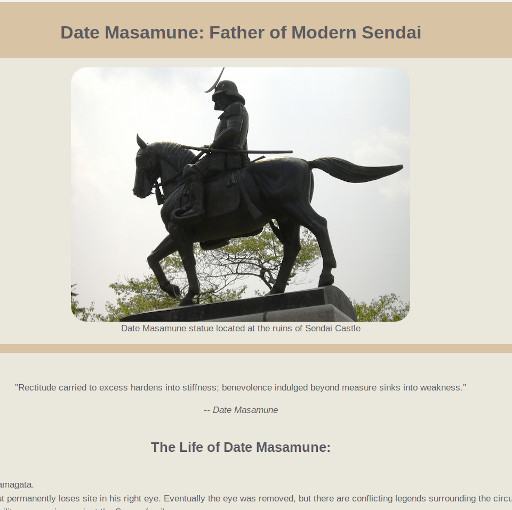 Date Masamune: Father of Modern Sendai
Date Masamune statue located at the ruins of Sendai Castle
"Rectitude carried to excess hardens into stiffness; benevolence indulged beyond measure sinks into weakness."
-- Date Masamune
The Life of Date Masamune:
amagata.
permanently loses site in his right eye. Eventually the eye was removed, but there are conflicting legends surrounding the